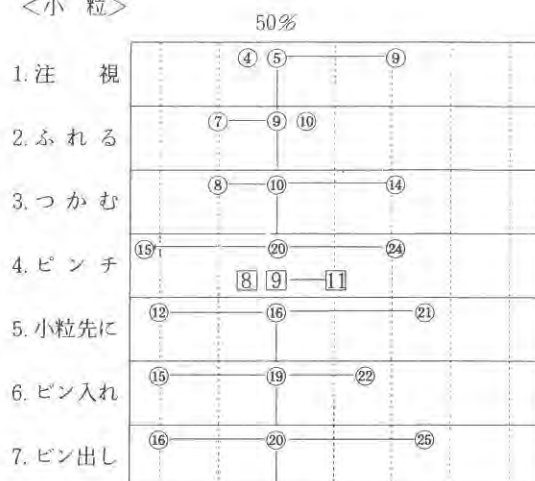 <小 粒>
50%
1.注 視 ④ ⑤ ⑨
2.ふ れ る ⑦ ⑨ ⑩
3.つ か む ⑧ ⑩ ⑭
4.ピ ン チ ⑮ ⑳ ㉔
8 9 11
5.小粒先に ⑫ ⑯ ㉑
6.ビン入れ ⑮ ⑲ ㉒
7.ビン出し ⑯ ⑳ ㉕